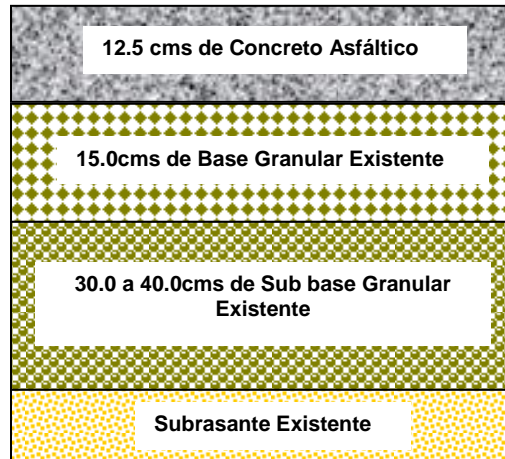 12.5 cms de Concreto Asfáltico
15.0cms de Base Granular Existente
30.0 a 40.0cms de Sub base Granular
Existente
Subrasante Existente